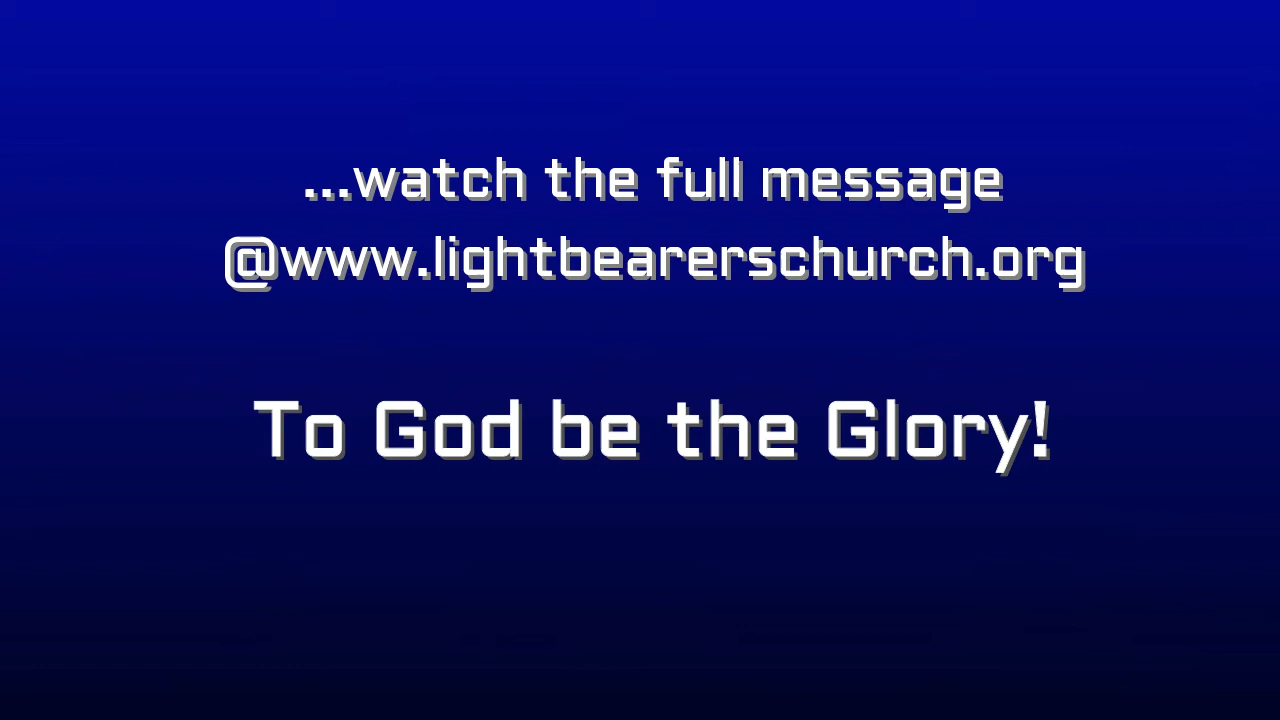 ...watch the full message
@www.lightbearerschurch.org
To God be the Glory!